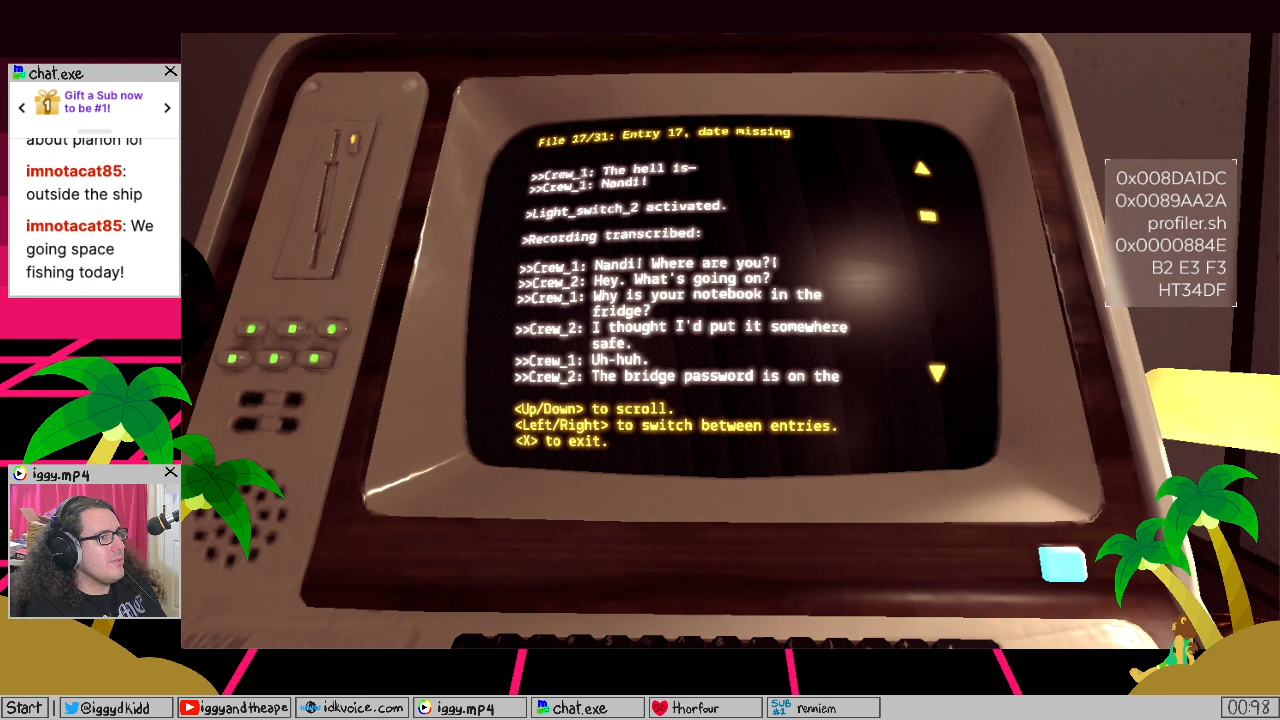 chat.exe
Gift a Sub now
to be #1!
1
about planon lol
imnotacat85:
outside the ship
imnotacat85: We
going space
fishing today!
File 17/31: Entry 17, date missing
>>Crew_1: The hell is—
>>Crew_1: Nandi!
>Light_switch_2 activated.
>Recording transcribed:
>>Crew_1: Nandi! Where are you?!
>>Crew_2: Hey. What's going on?
>>Crew_1: Why is your notebook in the
fridge?
>>Crew_2: I thought I'd put it somewhere
safe.
>>Crew_1: Uh-huh.
>>Crew_2: The bridge password is on the
<Up/Down> to scroll.
<Left/Right> to switch between entries.
<X> to exit.
0x008DA1DC
0x0089AA2A
profiler.sh
0x0000884E
B2 E3 F3
HT34DF
iggy.mp4
Start
@iggydkidd
iggyandtheape
www
idkvoice.com
iggy.mp4
chat.exe
thorfour
SUB
#1
renniem
00:98